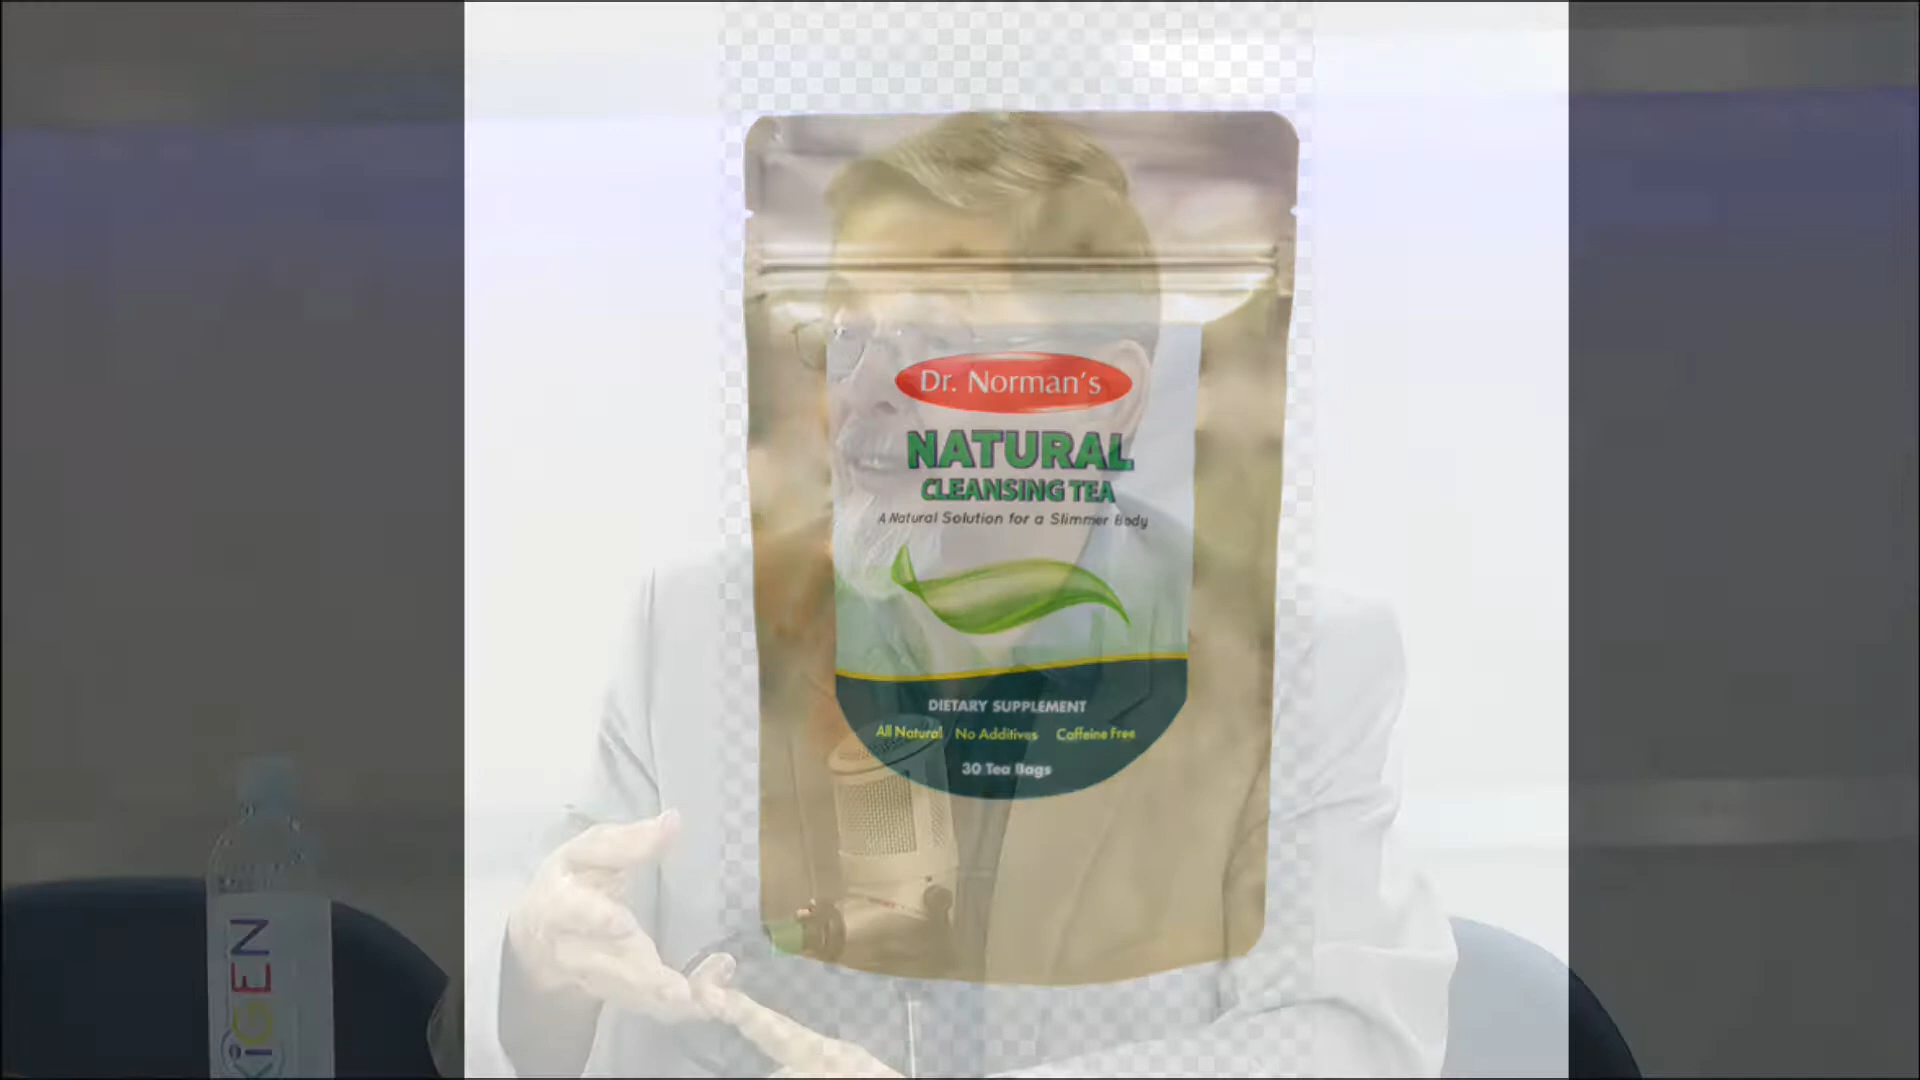 Dr. Norman's
NATURAL
CLEANSING TEA
A Natural Solution for a Slimmer Body
DIETARY SUPPLEMENT
All Natural No Additives Caffeine Free
30 Tea Bags
KiGEN